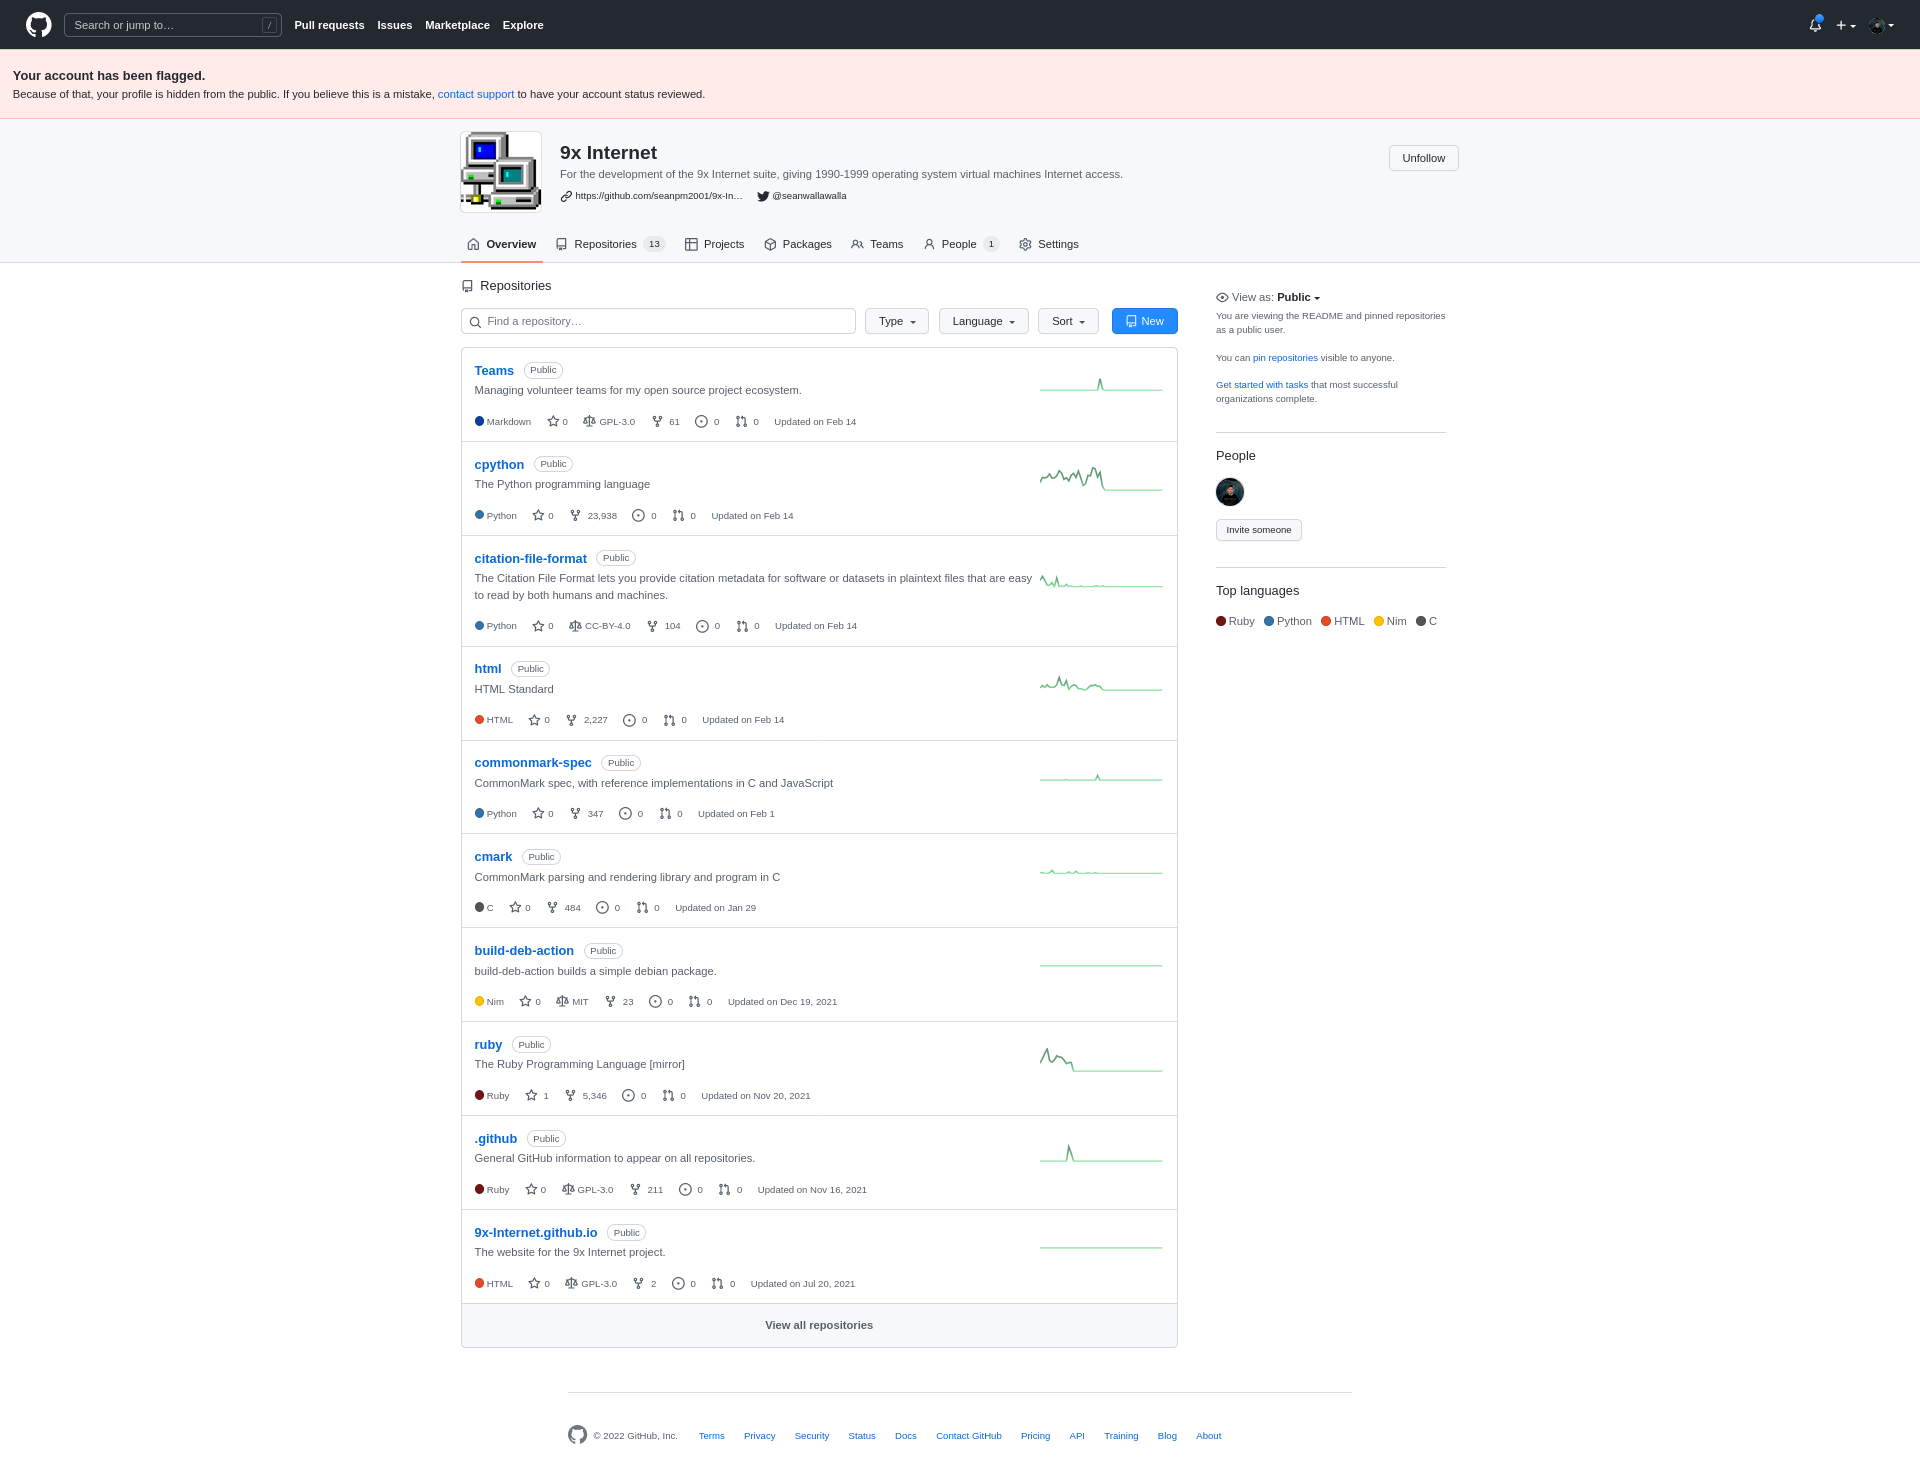 Search or jump to… /
Pull requests Issues Marketplace Explore
Your account has been flagged.
Because of that, your profile is hidden from the public. If you believe this is a mistake, contact support to have your account status reviewed.
9x Internet
Unfollow
For the development of the 9x Internet suite, giving 1990-1999 operating system virtual machines Internet access.
https://github.com/seanpm2001/9x-In… @seanwallawalla
Overview Repositories 13 Projects Packages Teams People 1 Settings
Repositories
Find a repository… Type Language Sort New
Teams Public
Managing volunteer teams for my open source project ecosystem.
Markdown 0 GPL-3.0 61 0 0 Updated on Feb 14
cpython Public
The Python programming language
Python 0 23,938 0 0 Updated on Feb 14
citation-file-format Public
The Citation File Format lets you provide citation metadata for software or datasets in plaintext files that are easy
to read by both humans and machines.
Python 0 CC-BY-4.0 104 0 0 Updated on Feb 14
html Public
HTML Standard
HTML 0 2,227 0 0 Updated on Feb 14
commonmark-spec Public
CommonMark spec, with reference implementations in C and JavaScript
Python 0 347 0 0 Updated on Feb 1
cmark Public
CommonMark parsing and rendering library and program in C
C 0 484 0 0 Updated on Jan 29
build-deb-action Public
build-deb-action builds a simple debian package.
Nim 0 MIT 23 0 0 Updated on Dec 19, 2021
ruby Public
The Ruby Programming Language [mirror]
Ruby 1 5,346 0 0 Updated on Nov 20, 2021
.github Public
General GitHub information to appear on all repositories.
Ruby 0 GPL-3.0 211 0 0 Updated on Nov 16, 2021
9x-Internet.github.io Public
The website for the 9x Internet project.
HTML 0 GPL-3.0 2 0 0 Updated on Jul 20, 2021
View all repositories
View as: Public
You are viewing the README and pinned repositories
as a public user.
You can pin repositories visible to anyone.
Get started with tasks that most successful
organizations complete.
People
Invite someone
Top languages
Ruby Python HTML Nim C
© 2022 GitHub, Inc. Terms Privacy Security Status Docs Contact GitHub Pricing API Training Blog About